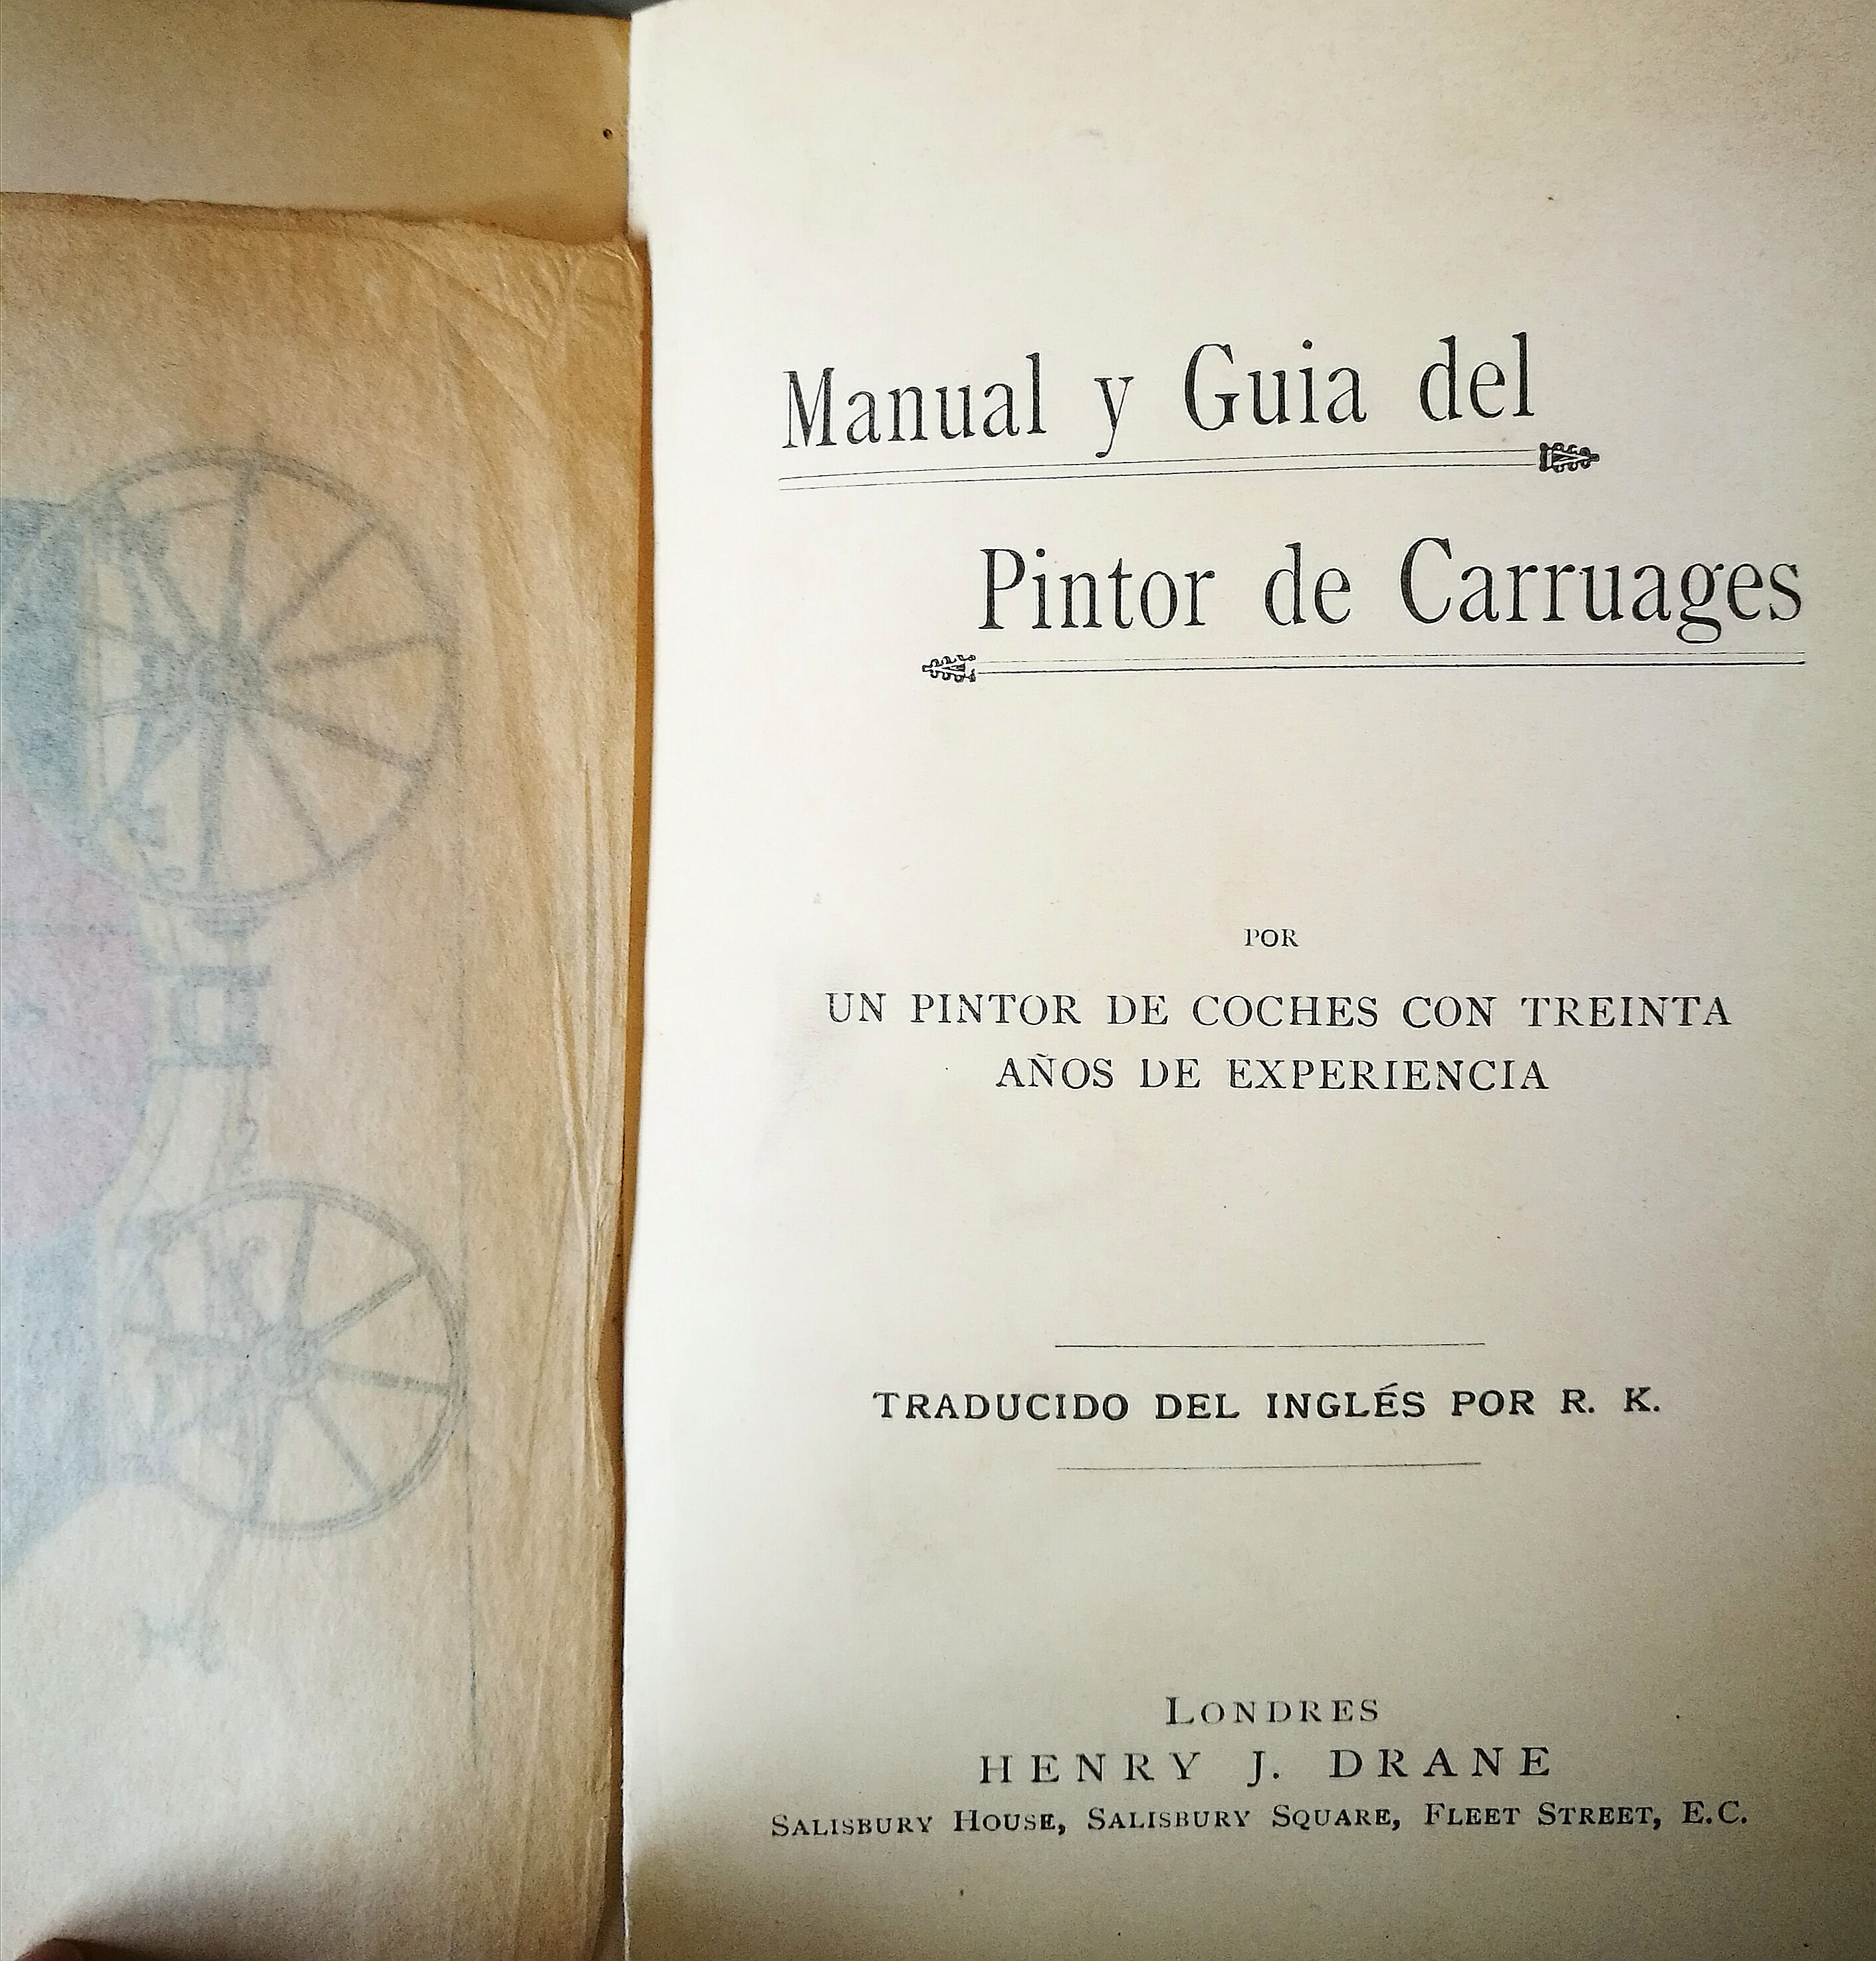 Manual y Guia del
Pintor de Carruages
POR
UN PINTOR DE COCHES CON TREINTA
AÑOS DE EXPERIENCIA
TRADUCIDO DEL INGLÉS POR R. K.
LONDRES
HENRY J. DRANE
SALISBURY HOUSE, SALISBURY SQUARE, FLEET STREET, E.C.